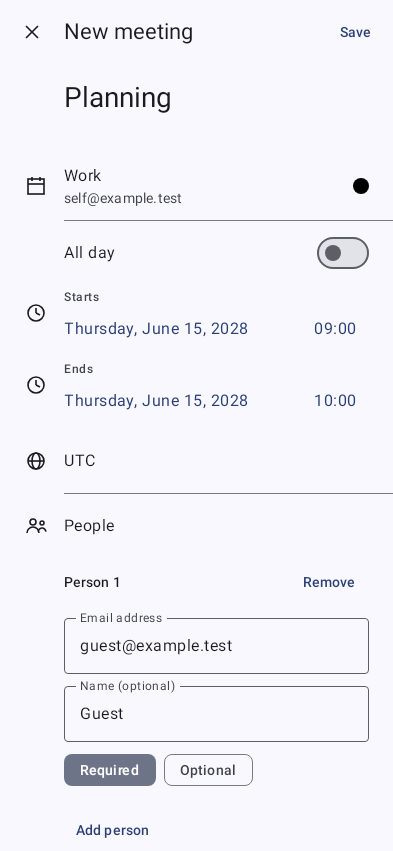 New meeting
Save
Planning
Work
self@example.test
All day
Starts
Thursday, June 15, 2028 09:00
Ends
Thursday, June 15, 2028 10:00
UTC
People
Person 1 Remove
Email address
guest@example.test
Name (optional)
Guest
Required Optional
Add person